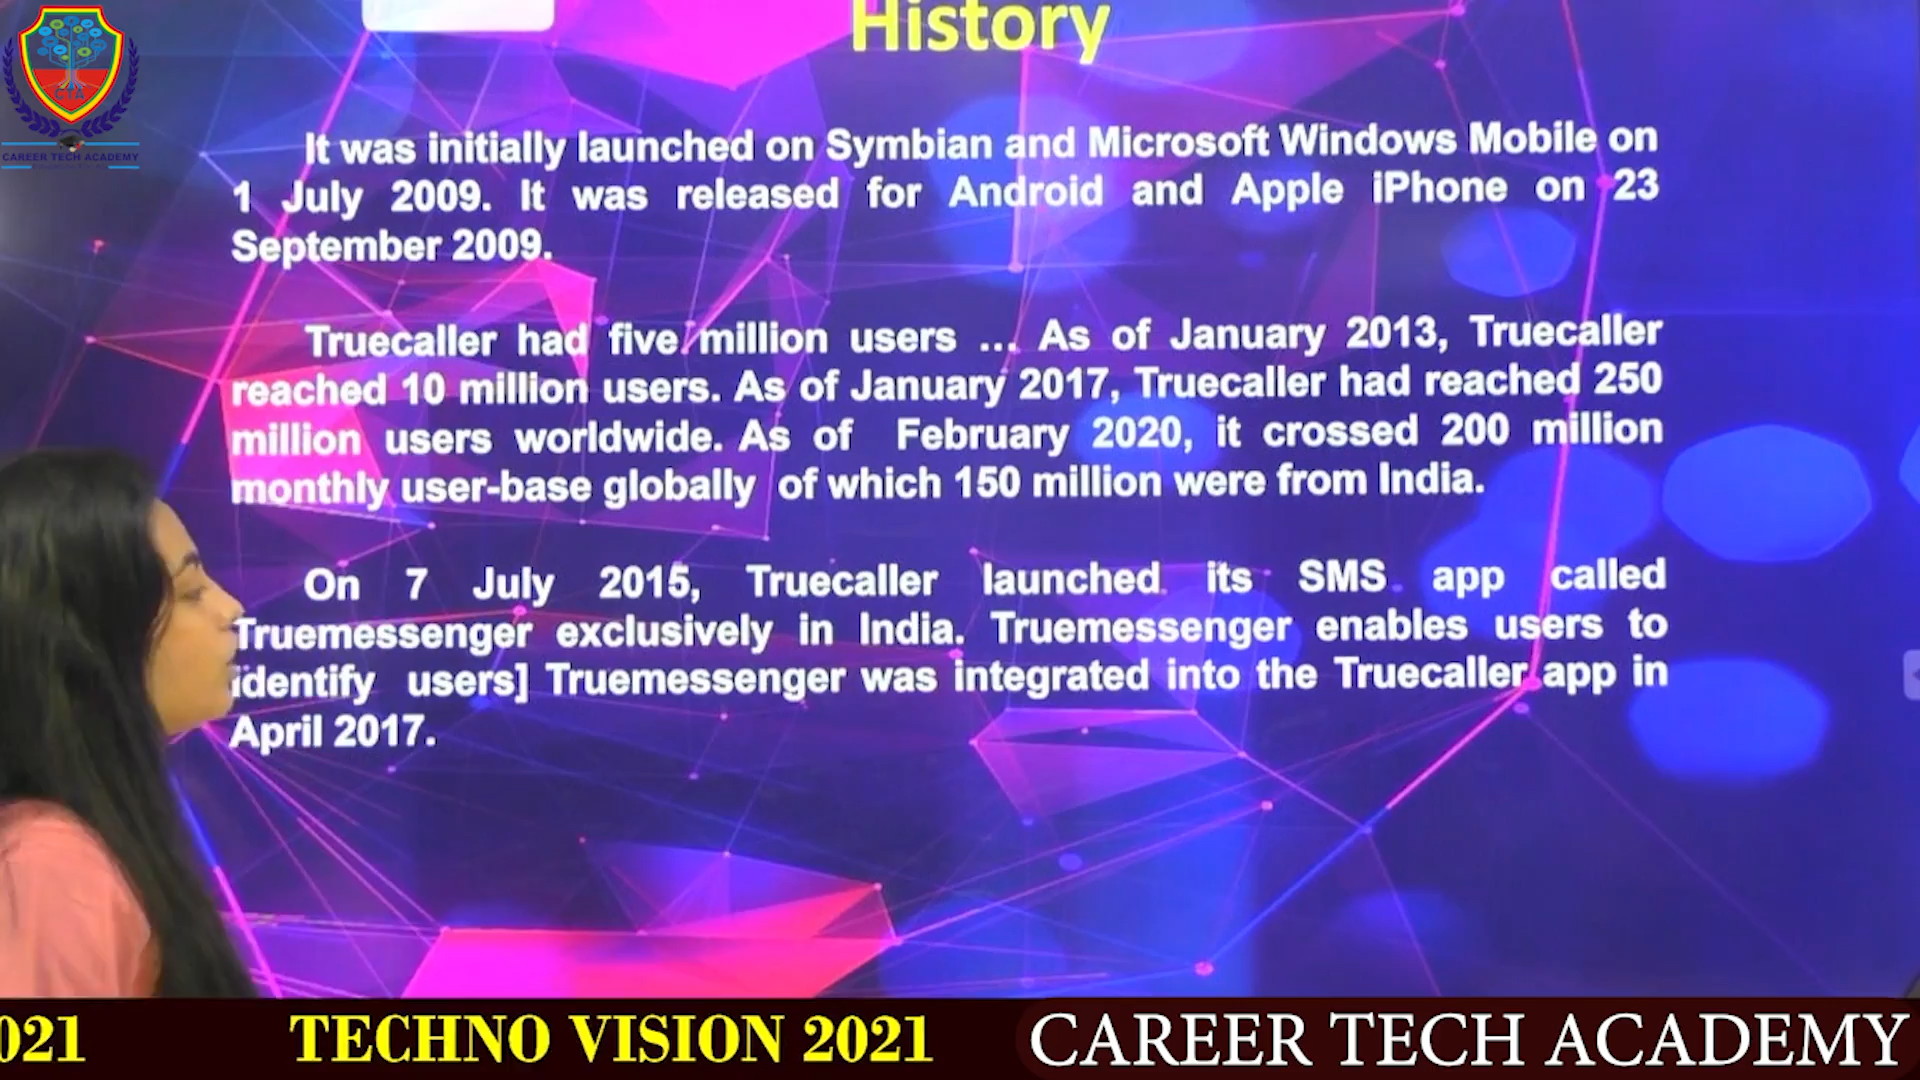 History
CTA
CAREER TECH ACADEMY
It was initially launched on Symbian and Microsoft Windows Mobile on
1 July 2009. It was released for Android and Apple iPhone on 23
September 2009.
Truecaller had five million users ... As of January 2013, Truecaller
reached 10 million users. As of January 2017, Truecaller had reached 250
million users worldwide. As of February 2020, it crossed 200 million
monthly user-base globally of which 150 million were from India.
On 7 July 2015, Truecaller launched its SMS app called
Truemessenger exclusively in India. Truemessenger enables users to
identify users] Truemessenger was integrated into the Truecaller app in
April 2017.
021 TECHNO VISION 2021 CAREER TECH ACADEMY